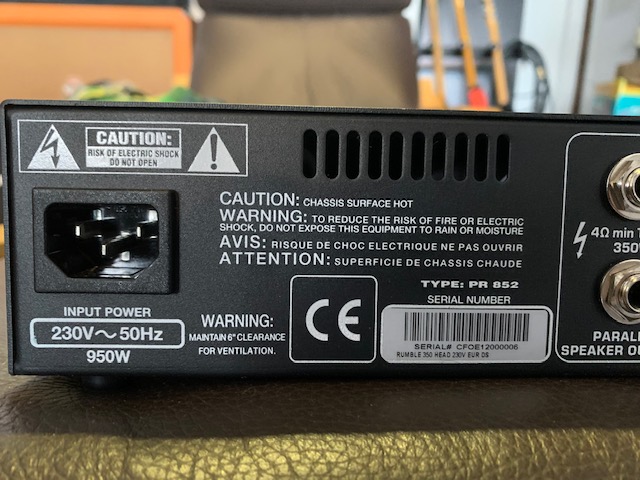 CAUTION:
RISK OF ELECTRIC SHOCK
DO NOT OPEN
CAUTION: CHASSIS SURFACE HOT
WARNING: TO REDUCE THE RISK OF FIRE OR ELECTRIC
SHOCK, DO NOT EXPOSE THIS EQUIPMENT TO RAIN OR MOISTURE
AVIS: RISQUE DE CHOC ELECTRIQUE NE PAS OUVRIR
ATTENTION: SUPERFICIE DE CHASSIS CHAUDE
INPUT POWER
230V~50Hz
950W
WARNING:
MAINTAIN 6" CLEARANCE
FOR VENTILATION.
CE
TYPE: PR 852
SERIAL NUMBER
SERIAL# CFOE12000006
RUMBLE 350 HEAD 230V EUR DS
4Ω min
350
PARALL
SPEAKER O